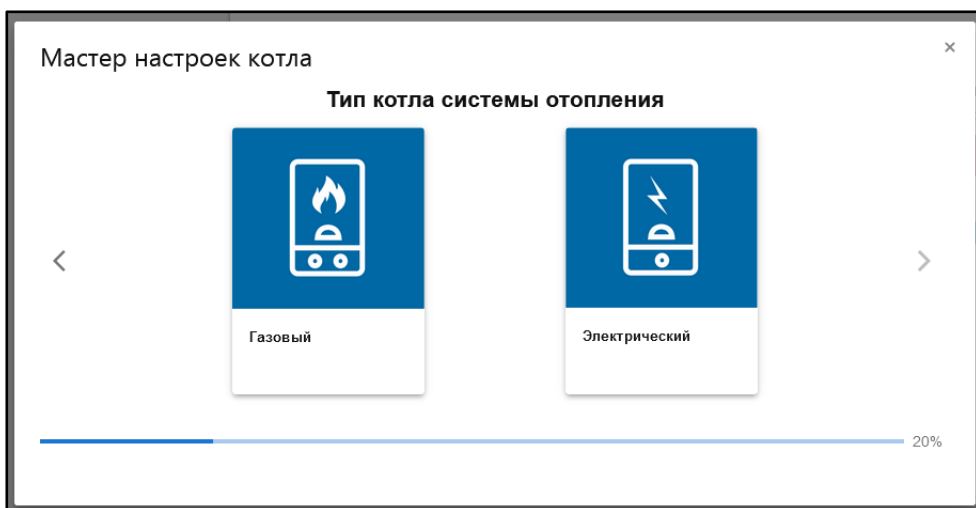 Мастер настроек котла
×
Тип котла системы отопления
Газовый
Электрический
20%